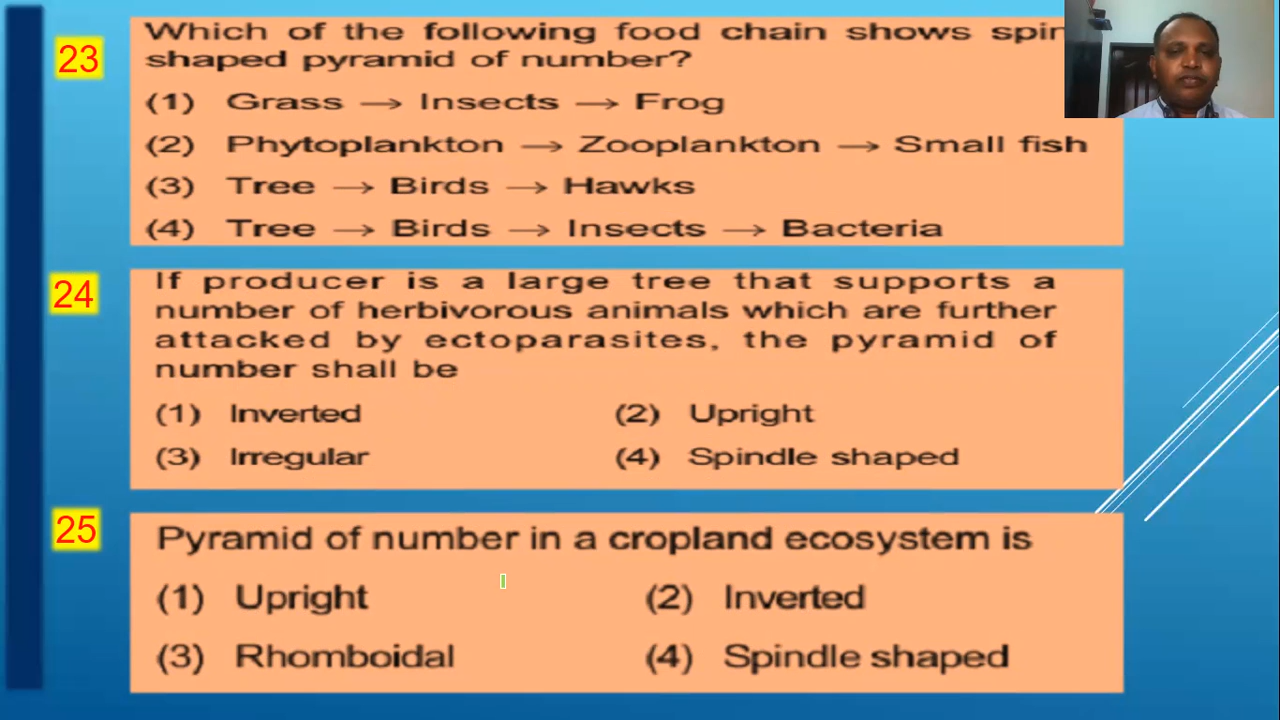 23
Which of the following food chain shows
shaped pyramid of number?
(1) Grass → Insects → Frog
(2) Phytoplankton → Zooplankton → Small fish
(3) Tree → Birds → Hawks
(4) Tree → Birds → Insects → Bacteria
24
If producer is a large tree that supports a
number of herbivorous animals which are further
attacked by ectoparasites, the pyramid of
number shall be
(1) Inverted (2) Upright
(3) Irregular (4) Spindle shaped
25
Pyramid of number in a cropland ecosystem is
(1) Upright (2) Inverted
(3) Rhomboidal (4) Spindle shaped